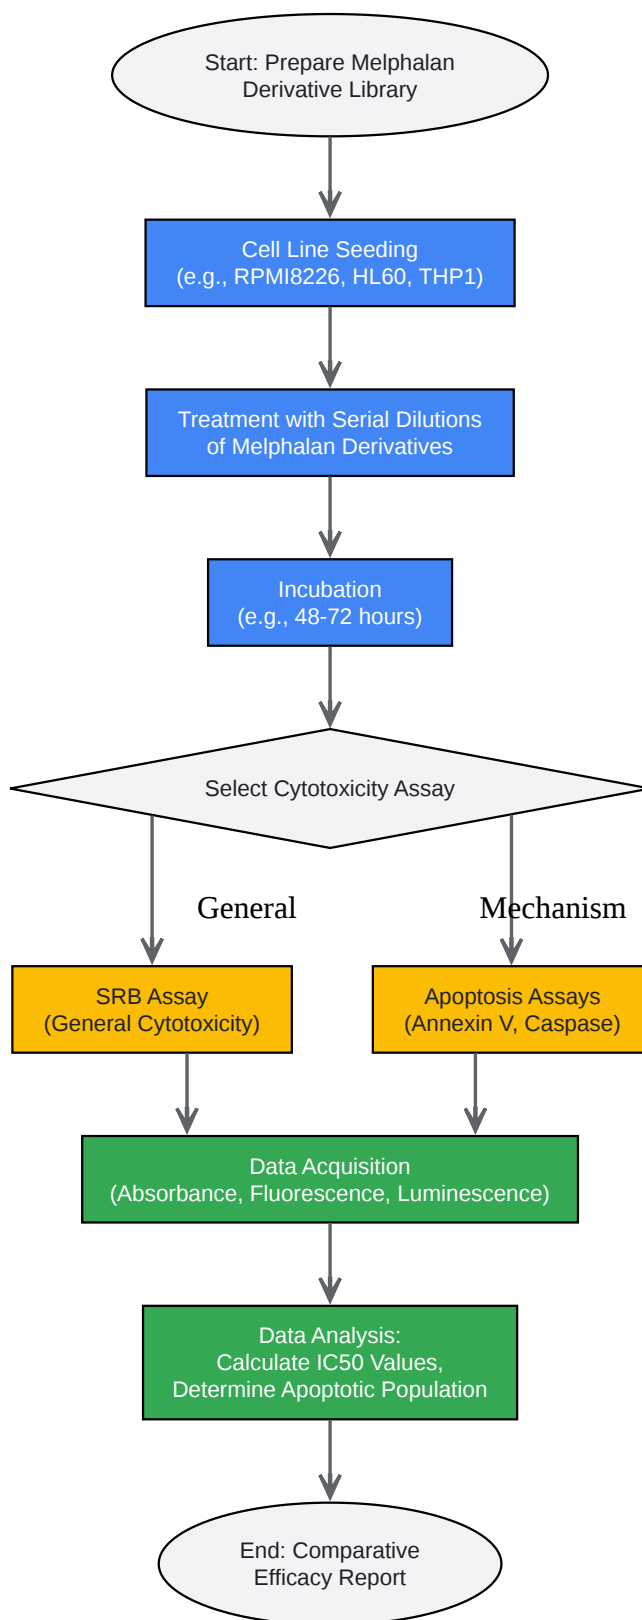 Start: Prepare Melphalan
Derivative Library
Cell Line Seeding
(e.g., RPMI8226, HL60, THP1)
Treatment with Serial Dilutions
of Melphalan Derivatives
Incubation
(e.g., 48-72 hours)
Select Cytotoxicity Assay
General
Mechanism
SRB Assay
(General Cytotoxicity)
Apoptosis Assays
(Annexin V, Caspase)
Data Acquisition
(Absorbance, Fluorescence, Luminescence)
Data Analysis:
Calculate IC50 Values,
Determine Apoptotic Population
End: Comparative
Efficacy Report